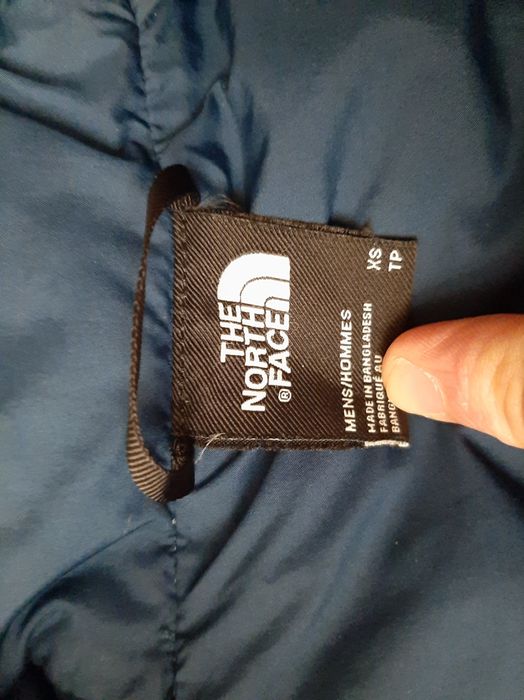 THE
NORTH
FACE®
MENS/HOMMES XS
MADE IN BANGLADESH TP
FABRIQUÉ AU